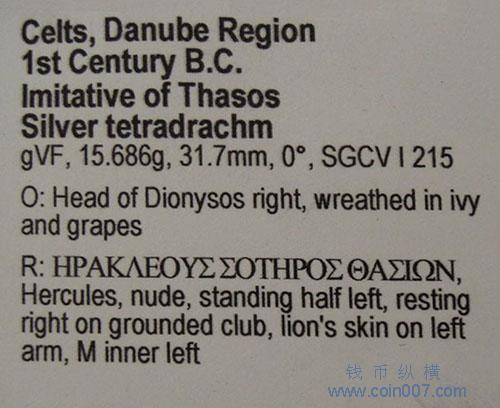 Celts, Danube Region
1st Century B.C.
Imitative of Thasos
Silver tetradrachm
gVF, 15.686g, 31.7mm, 0°, SGCV I 215
O: Head of Dionysos right, wreathed in ivy
and grapes
R: ΗΡΑΚΛΕΟΥΣ ΣΟΤΗΡΟΣ ΘΑΣΙΩΝ,
Hercules, nude, standing half left, resting
right on grounded club, lion's skin on left
arm, M inner left
钱币纵横
www.coin007.com